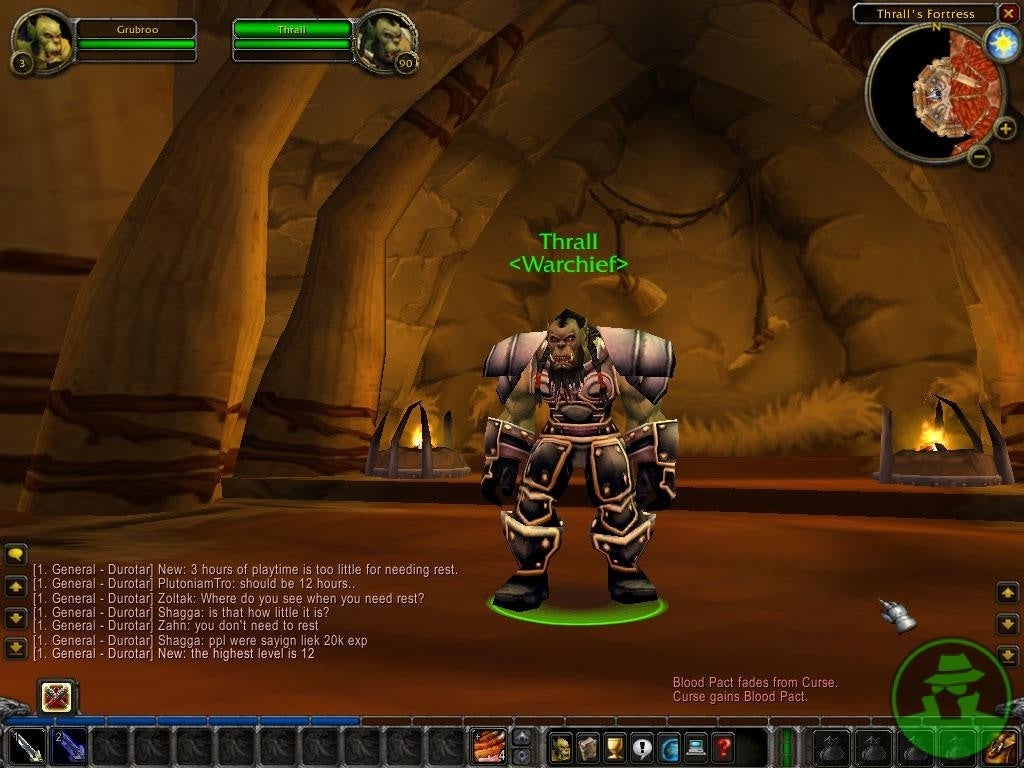 Grubroo
3
Thrall
90
Thrall's Fortress
N
Thrall
<Warchief>
[1. General - Durotar] New: 3 hours of playtime is too little for needing rest.
[1. General - Durotar] PlutoniamTro: should be 12 hours..
[1. General - Durotar] Zoltak: Where do you see when you need rest?
[1. General - Durotar] Shagga: is that how little it is?
[1. General - Durotar] Zahn: you don't need to rest
[1. General - Durotar] Shagga: ppl were sayign liek 20k exp
[1. General - Durotar] New: the highest level is 12
Blood Pact fades from Curse.
Curse gains Blood Pact.
1
2
4